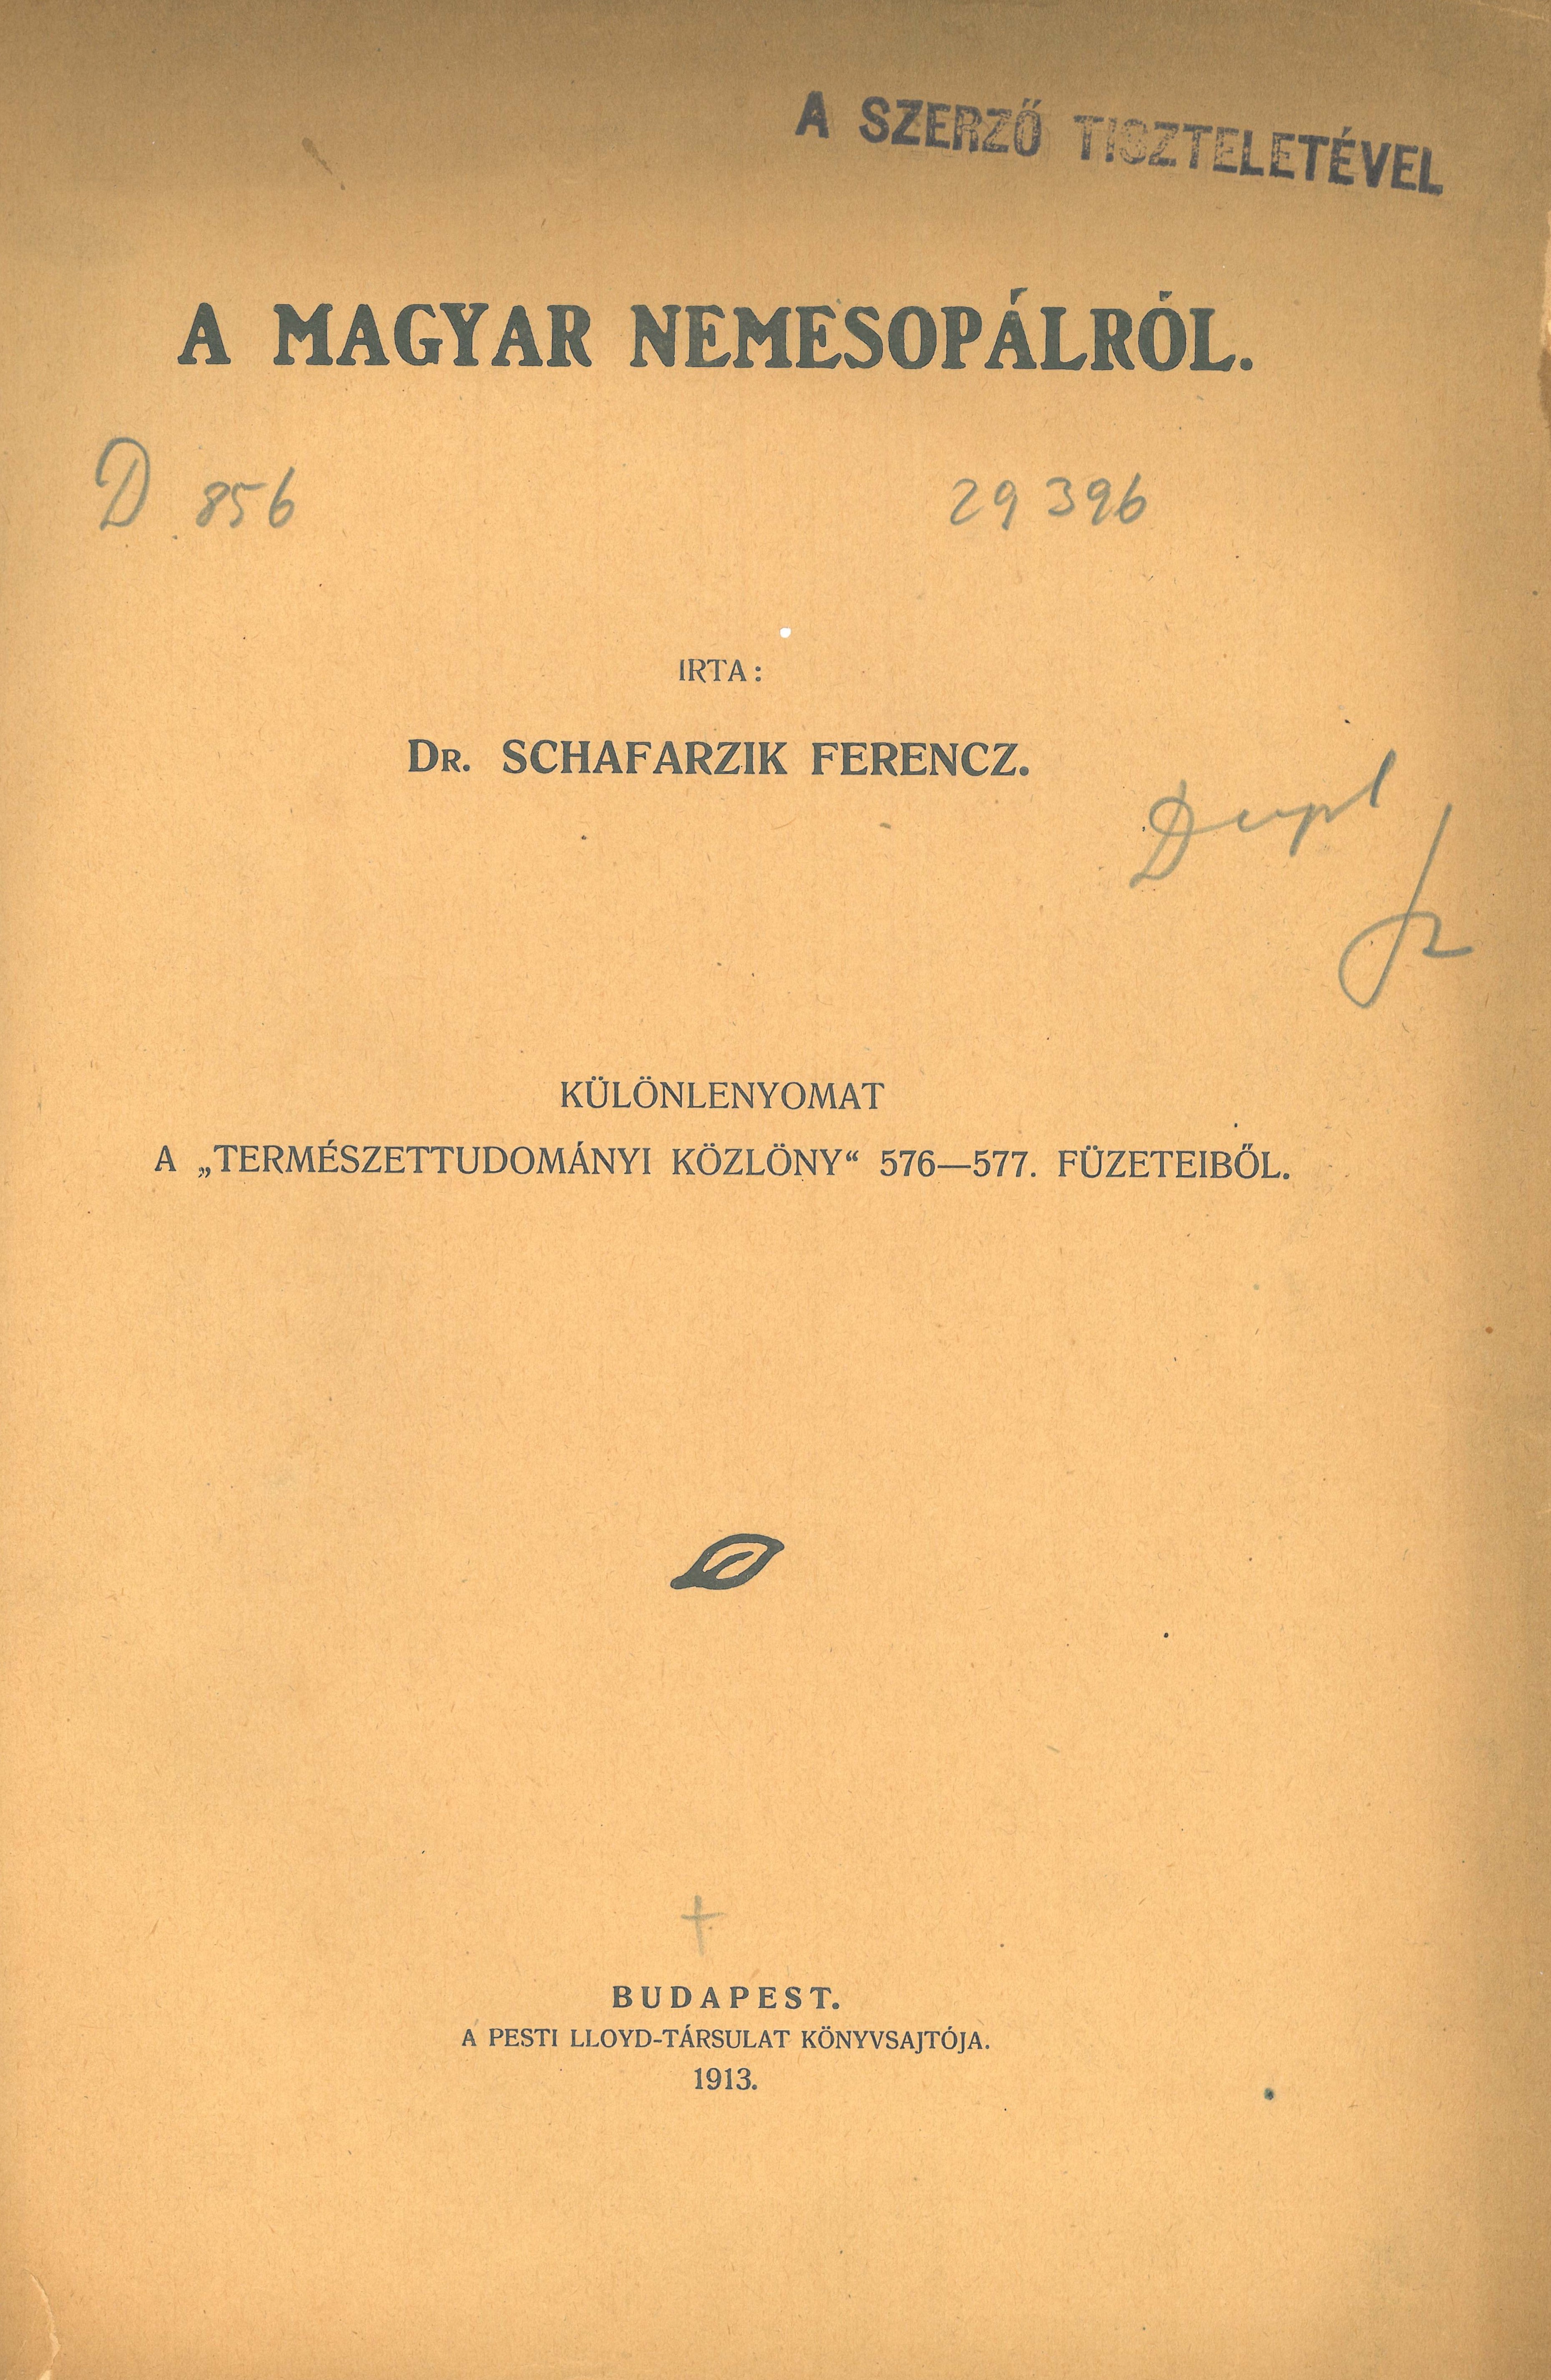 A SZERZŐ TISZTELETÉVEL
A MAGYAR NEMESOPÁLRÓL.
D 856 29 396
IRTA:
DR. SCHAFARZIK FERENCZ.
Dupl
KÜLÖNLENYOMAT
A „TERMÉSZETTUDOMÁNYI KÖZLÖNY“ 576—577. FÜZETEIBŐL.
BUDAPEST.
A PESTI LLOYD-TÁRSULAT KÖNYVSAJTÓJA.
1913.